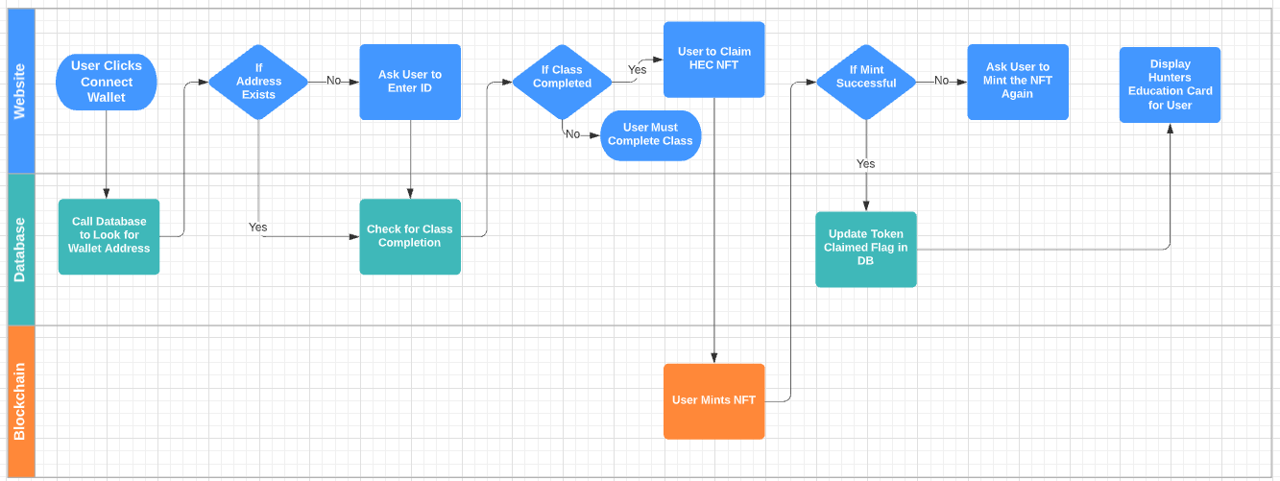 Website
User Clicks
Connect
Wallet
If
Address
Exists
No
Ask User to
Enter ID
If Class
Completed
Yes
User to Claim
HEC NFT
No
User Must
Complete Class
If Mint
Successful
No
Ask User to
Mint the NFT
Again
Display
Hunters
Education Card
for User
Yes
Database
Call Database
to Look for
Wallet Address
Yes
Check for Class
Completion
Update Token
Claimed Flag in
DB
Blockchain
User Mints NFT